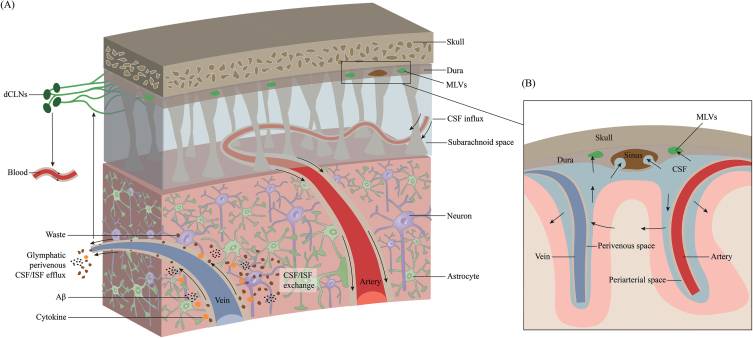 (A)
Skull
Dura
MLVs
dCLNs
CSF influx
Subarachnoid space
Blood
Neuron
Waste
Glymphatic
perivenous
CSF/ISF efflux
CSF/ISF
exchange
Astrocyte
Aβ
Vein
Artery
Cytokine
(B)
MLVs
Skull
Dura
Sinus
CSF
Perivenous space
Vein
Artery
Periarterial space